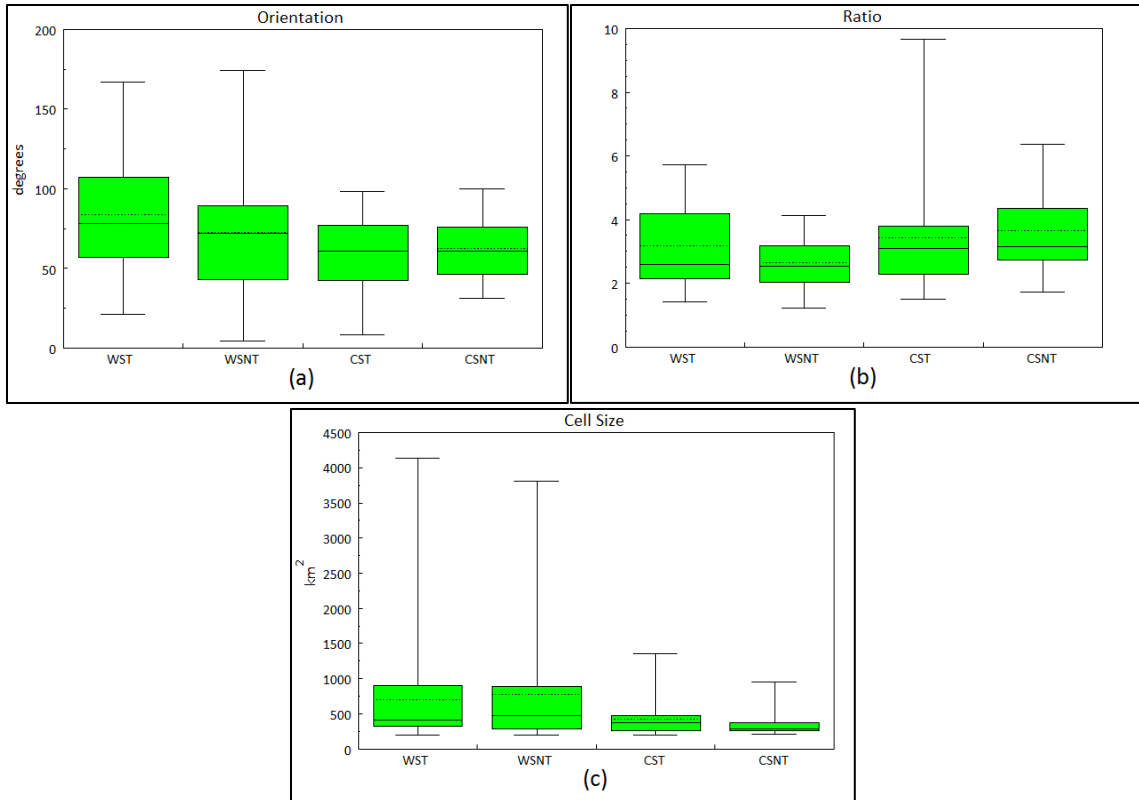 Orientation
200
150
100
50
0
degrees
WST WSNT CST CSNT
(a)
Ratio
10
8
6
4
2
0
WST WSNT CST CSNT
(b)
Cell Size
4500
4000
3500
3000
2500
2000
1500
1000
500
0
km²
WST WSNT CST CSNT
(c)